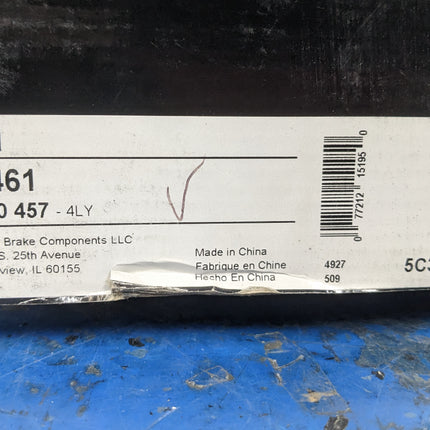 461
0 457 - 4LY
Brake Components LLC
S. 25th Avenue
view, IL 60155
Made in China
Fabrique en Chine
Hecho En China
4927
509
0 77212 15195 0
5C3